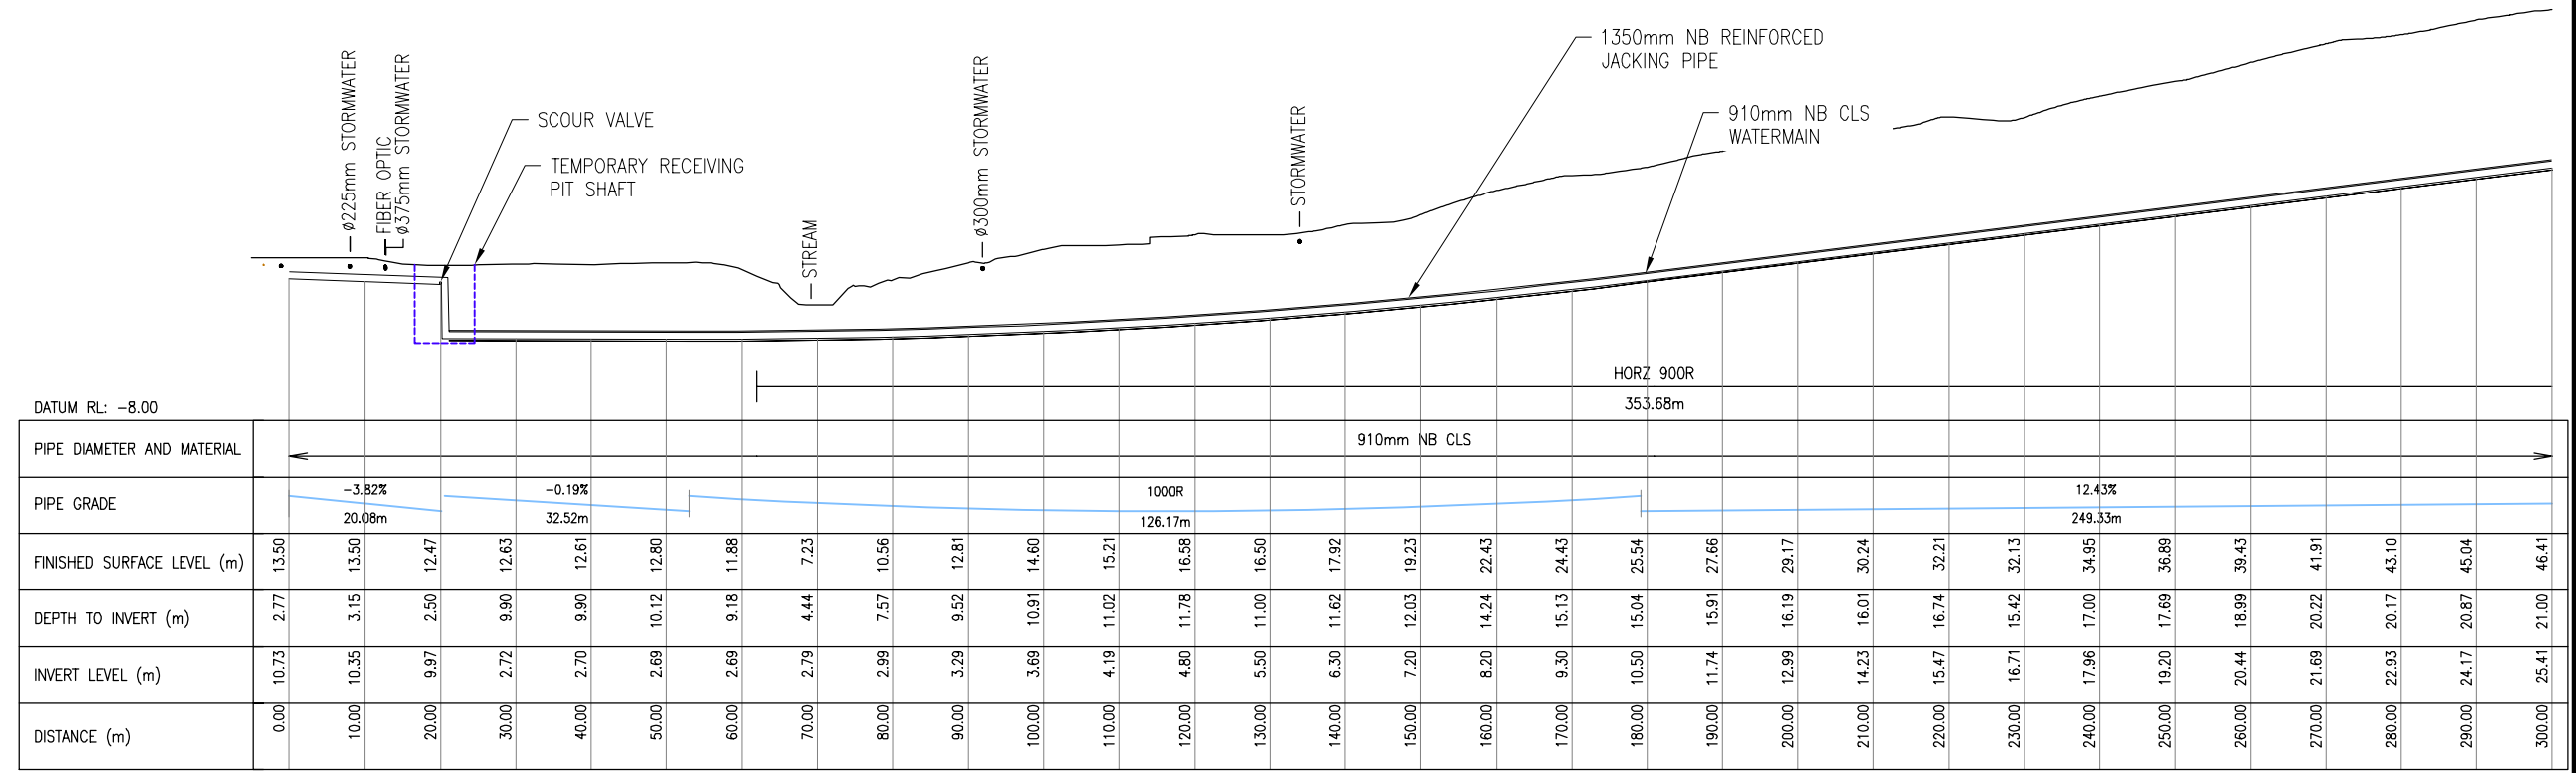 1350mm NB REINFORCED
JACKING PIPE
910mm NB CLS
WATERMAIN
ø225mm STORMWATER
FIBER OPTIC
ø375mm STORMWATER
SCOUR VALVE
TEMPORARY RECEIVING
PIT SHAFT
STREAM
ø300mm STORMWATER
STORMWATER
HORZ 900R
353.68m
DATUM RL: -8.00
PIPE DIAMETER AND MATERIAL 910mm NB CLS
PIPE GRADE
-3.82% -0.19% 1000R 12.43%
20.08m 32.52m 126.17m 249.33m
FINISHED SURFACE LEVEL (m) 13.50 13.50 12.47 12.63 12.61 12.80 11.88 7.23 10.56 12.81 14.60 15.21 16.58 16.50 17.92 19.23 22.43 24.43 25.54 27.66 29.17 30.24 32.21 32.13 34.95 36.89 39.43 41.91 43.10 45.04 46.41
DEPTH TO INVERT (m) 2.77 3.15 2.50 9.90 9.90 10.12 9.18 4.44 7.57 9.52 10.91 11.02 11.78 11.00 11.62 12.03 14.24 15.13 15.04 15.91 16.19 16.01 16.74 15.42 17.00 17.69 18.99 20.22 20.17 20.87 21.00
INVERT LEVEL (m) 10.73 10.35 9.97 2.72 2.70 2.69 2.69 2.79 2.99 3.29 3.69 4.19 4.80 5.50 6.30 7.20 8.20 9.30 10.50 11.74 12.99 14.23 15.47 16.71 17.96 19.20 20.44 21.69 22.93 24.17 25.41
DISTANCE (m) 0.00 10.00 20.00 30.00 40.00 50.00 60.00 70.00 80.00 90.00 100.00 110.00 120.00 130.00 140.00 150.00 160.00 170.00 180.00 190.00 200.00 210.00 220.00 230.00 240.00 250.00 260.00 270.00 280.00 290.00 300.00